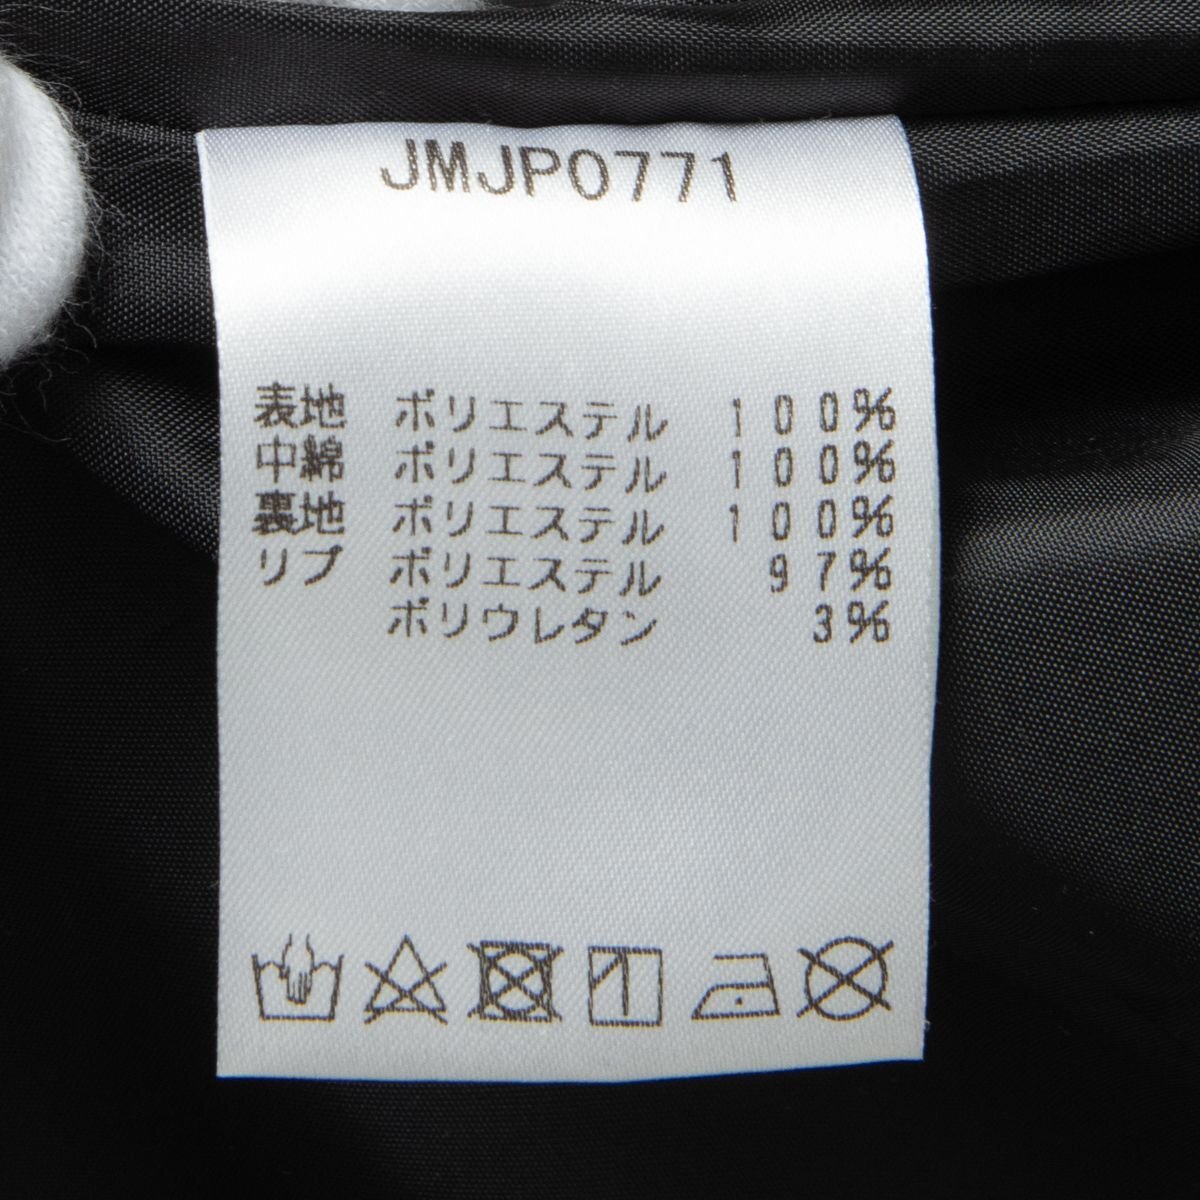 JMJP0771
表地 ポリエステル 100%
中綿 ポリエステル 100%
裏地 ポリエステル 100%
リブ ポリエステル 97%
ポリウレタン 3%